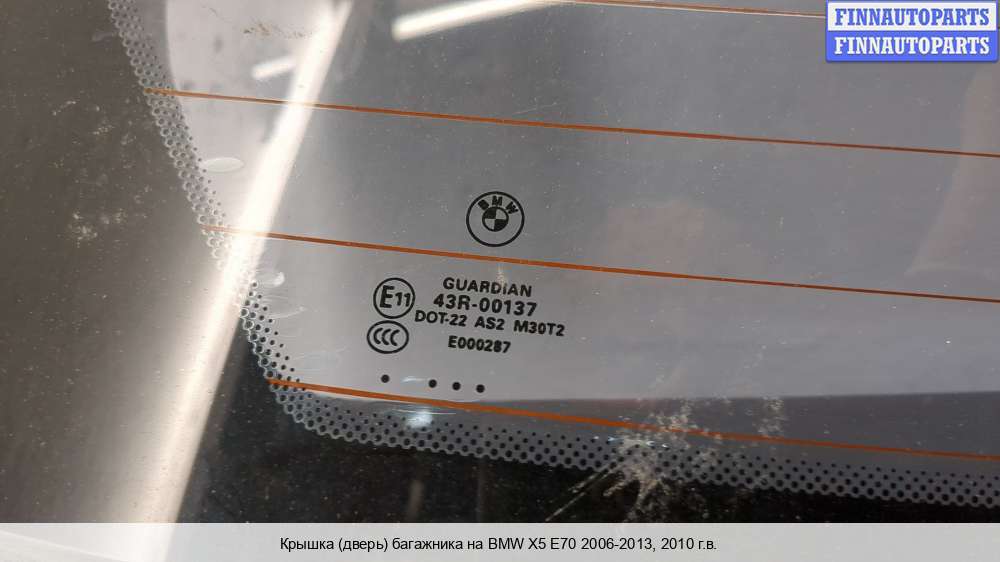 FINNAUTOPARTS
FINNAUTOPARTS
BMW
GUARDIAN
E11
43R-00137
DOT-22 AS2 M30T2
CCC
E000287
Крышка (дверь) багажника на BMW X5 E70 2006-2013, 2010 г.в.